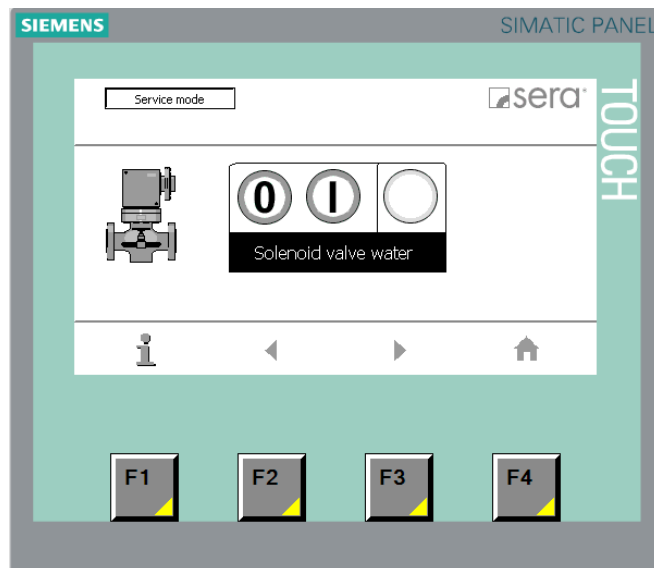 SIEMENS
SIMATIC PANEL
Service mode
sera
TOUCH
0 I
Solenoid valve water
i
F1 F2 F3 F4